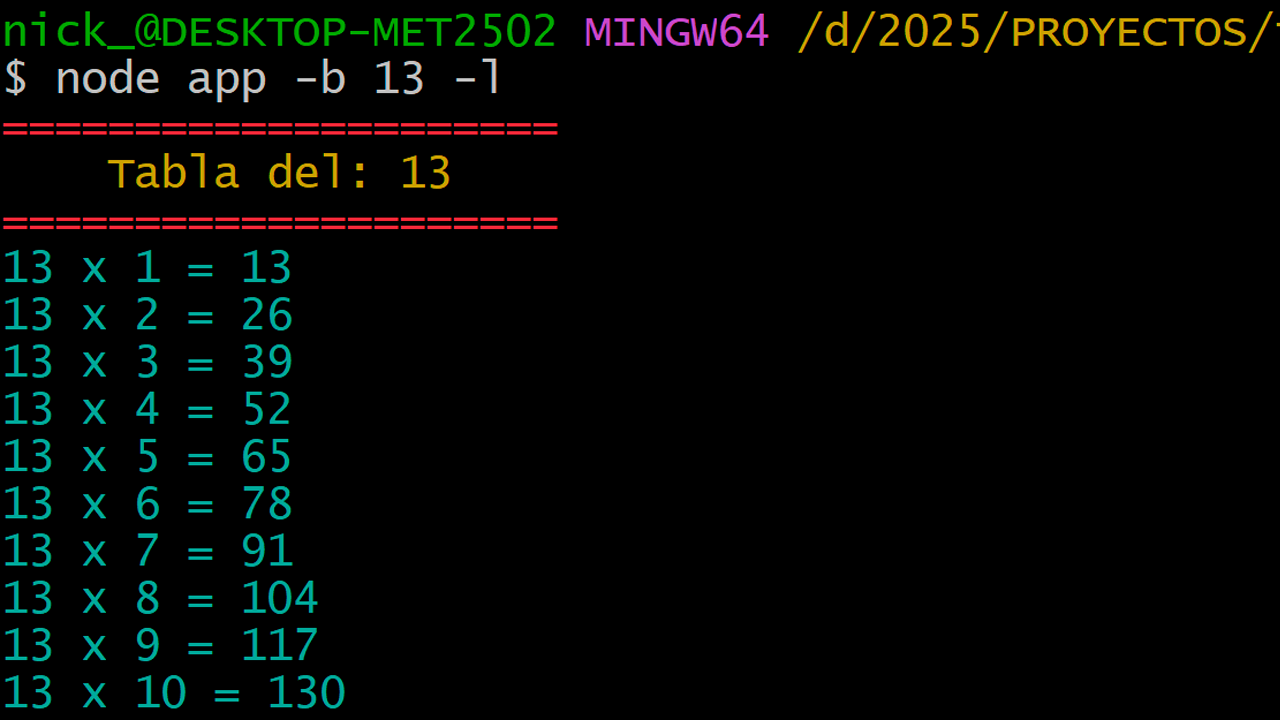 nick_@DESKTOP-MET2502 MINGW64 /d/2025/PROYECTOS/
$ node app -b 13 -l
=====================
    Tabla del: 13
=====================
13 x 1 = 13
13 x 2 = 26
13 x 3 = 39
13 x 4 = 52
13 x 5 = 65
13 x 6 = 78
13 x 7 = 91
13 x 8 = 104
13 x 9 = 117
13 x 10 = 130